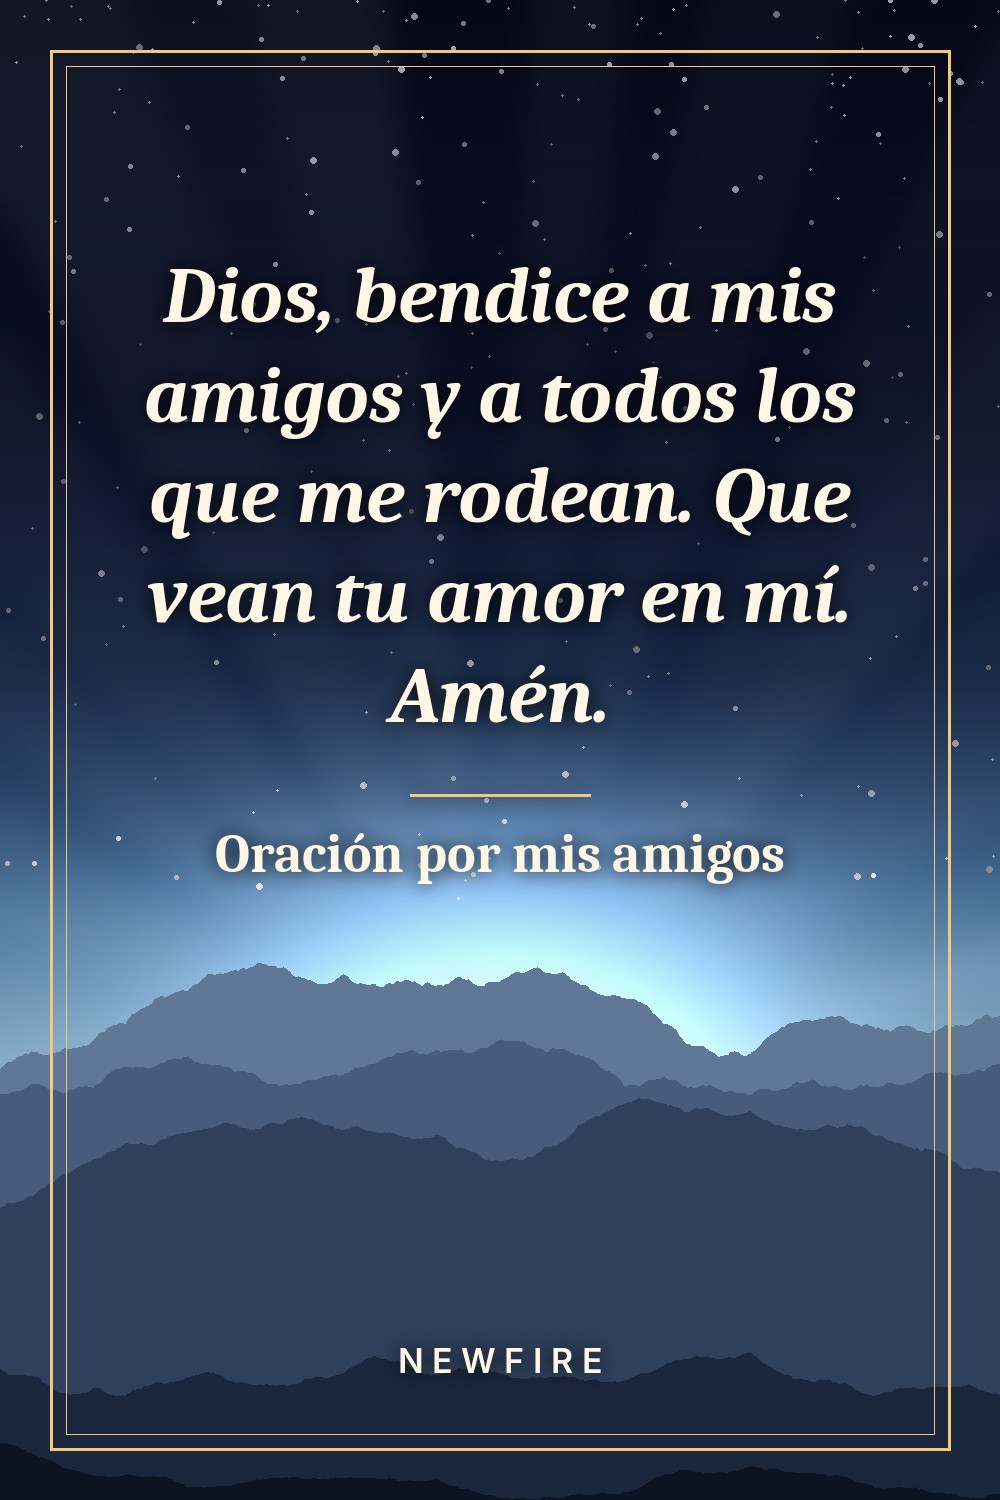 Dios, bendice a mis
amigos y a todos los
que me rodean. Que
vean tu amor en mí.
Amén.
Oración por mis amigos
NEWFIRE